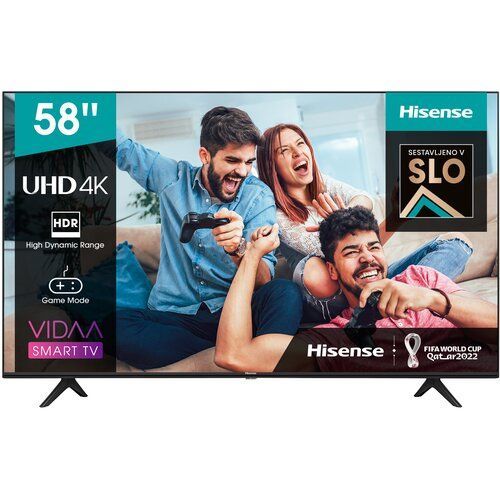 58"
UHD 4K
HDR
High Dynamic Range
Game Mode
VIDAA
SMART TV
Hisense
SESTAVLJENO V
SLO
Hisense
FIFA WORLD CUP
Qatar2022
Hisense